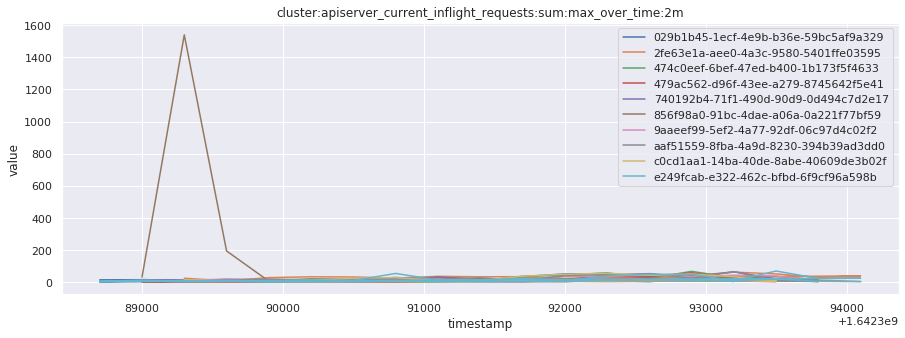 cluster:apiserver_current_inflight_requests:sum:max_over_time:2m
1600
1400
1200
1000
800
600
400
200
0
value
029b1b45-1ecf-4e9b-b36e-59bc5af9a329
2fe63e1a-aee0-4a3c-9580-5401ffe03595
474c0eef-6bef-47ed-b400-1b173f5f4633
479ac562-d96f-43ee-a279-8745642f5e41
740192b4-71f1-490d-90d9-0d494c7d2e17
856f98a0-91bc-4dae-a06a-0a221f77bf59
9aaeef99-5ef2-4a77-92df-06c97d4c02f2
aaf51559-8fba-4a9d-8230-394b39ad3dd0
c0cd1aa1-14ba-40de-8abe-40609de3b02f
e249fcab-e322-462c-bfbd-6f9cf96a598b
89000 90000 91000 92000 93000 94000
timestamp
+1.6423e9